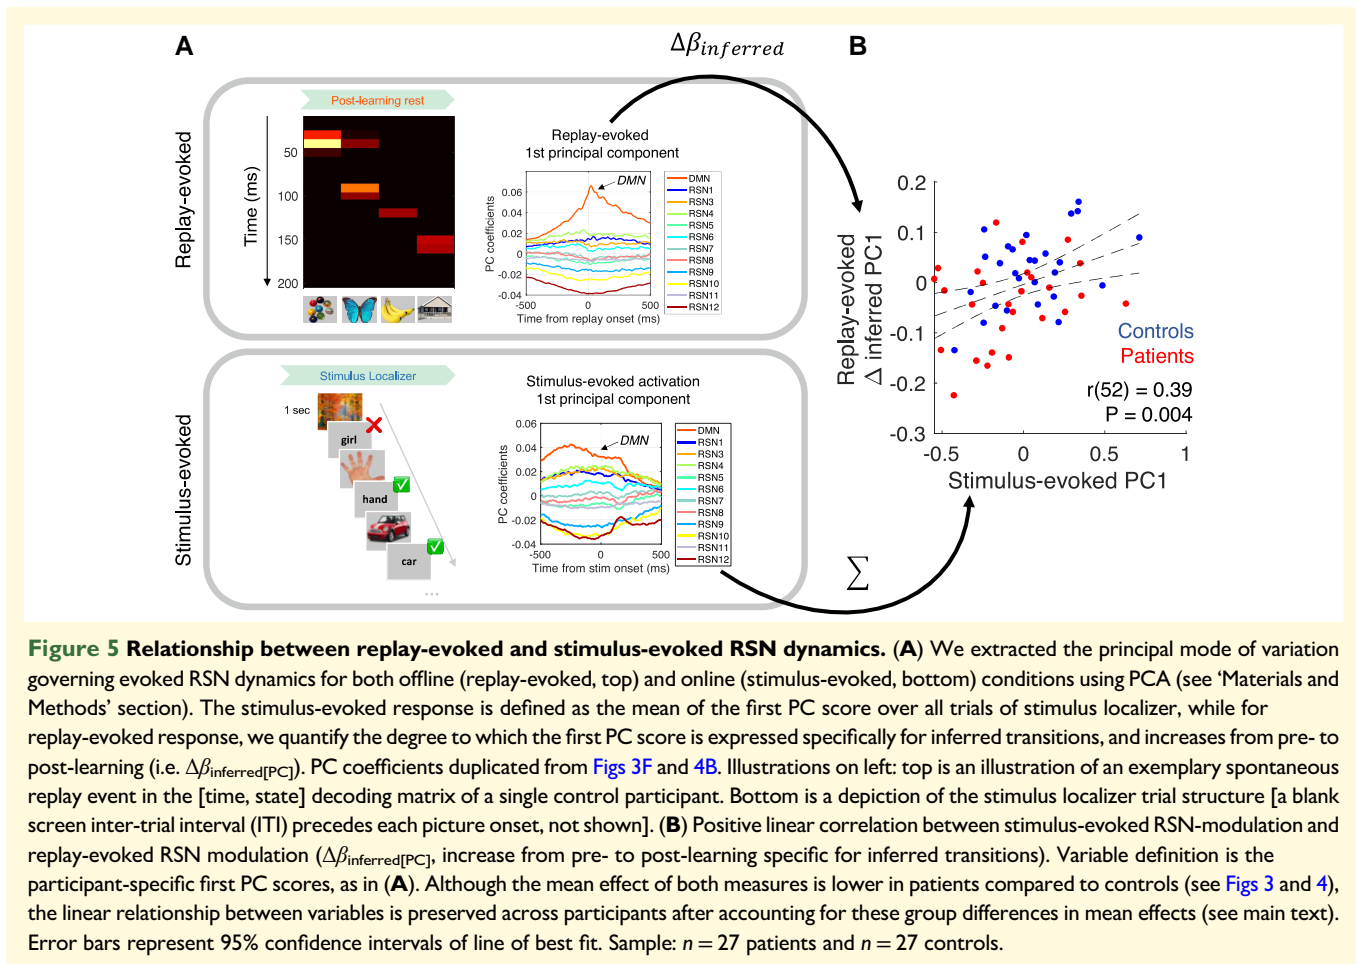 A
Δβinferred
B
Replay-evoked
Post-learning rest
Time (ms)
50
100
150
200
Replay-evoked
1st principal component
PC coefficients
0.06
0.04
0.02
0
-0.02
-0.04
DMN
-500
0
500
Time from replay onset (ms)
DMN
RSN1
RSN3
RSN4
RSN5
RSN6
RSN7
RSN8
RSN9
RSN10
RSN11
RSN12
Stimulus-evoked
Stimulus Localizer
1 sec
girl
hand
car
...
Stimulus-evoked activation
1st principal component
PC coefficients
0.06
0.04
0.02
0
-0.02
-0.04
DMN
-500
0
500
Time from stim onset (ms)
DMN
RSN1
RSN3
RSN4
RSN5
RSN6
RSN7
RSN8
RSN9
RSN10
RSN11
RSN12
∑
Replay-evoked
Δ inferred PC1
0.2
0.1
0
-0.1
-0.2
-0.3
Controls
Patients
r(52) = 0.39
P = 0.004
-0.5
0
0.5
1
Stimulus-evoked PC1
Figure 5 Relationship between replay-evoked and stimulus-evoked RSN dynamics. (A) We extracted the principal mode of variation
governing evoked RSN dynamics for both offline (replay-evoked, top) and online (stimulus-evoked, bottom) conditions using PCA (see ‘Materials and
Methods’ section). The stimulus-evoked response is defined as the mean of the first PC score over all trials of stimulus localizer, while for
replay-evoked response, we quantify the degree to which the first PC score is expressed specifically for inferred transitions, and increases from pre- to
post-learning (i.e. Δβinferred[PC]). PC coefficients duplicated from Figs 3F and 4B. Illustrations on left: top is an illustration of an exemplary spontaneous
replay event in the [time, state] decoding matrix of a single control participant. Bottom is a depiction of the stimulus localizer trial structure [a blank
screen inter-trial interval (ITI) precedes each picture onset, not shown]. (B) Positive linear correlation between stimulus-evoked RSN-modulation and
replay-evoked RSN modulation (Δβinferred[PC], increase from pre- to post-learning specific for inferred transitions). Variable definition is the
participant-specific first PC scores, as in (A). Although the mean effect of both measures is lower in patients compared to controls (see Figs 3 and 4),
the linear relationship between variables is preserved across participants after accounting for these group differences in mean effects (see main text).
Error bars represent 95% confidence intervals of line of best fit. Sample: n = 27 patients and n = 27 controls.